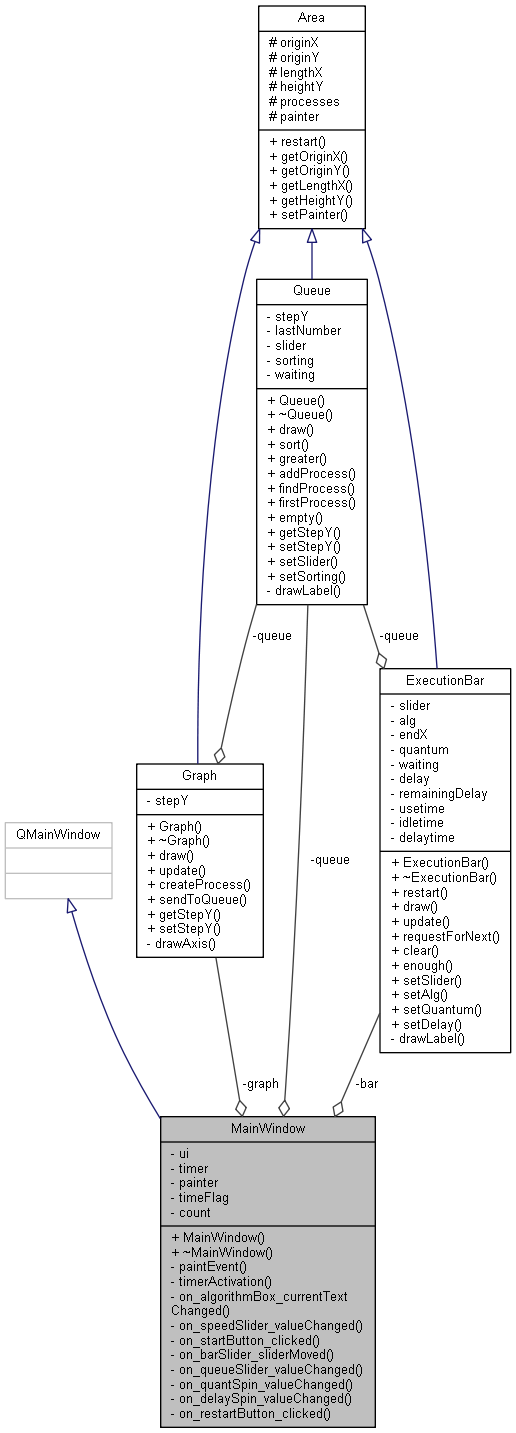 Area
# originX
# originY
# lengthX
# heightY
# processes
# painter
+ restart()
+ getOriginX()
+ getOriginY()
+ getLengthX()
+ getHeightY()
+ setPainter()
Queue
- stepY
- lastNumber
- slider
- sorting
- waiting
+ Queue()
+ ~Queue()
+ draw()
+ sort()
+ greater()
+ addProcess()
+ findProcess()
+ firstProcess()
+ empty()
+ getStepY()
+ setStepY()
+ setSlider()
+ setSorting()
- drawLabel()
-queue
-queue
ExecutionBar
- slider
- alg
- endX
- quantum
- waiting
- delay
- remainingDelay
- usetime
- idletime
- delaytime
+ ExecutionBar()
+ ~ExecutionBar()
+ restart()
+ draw()
+ update()
+ requestForNext()
+ clear()
+ enough()
+ setSlider()
+ setAlg()
+ setQuantum()
+ setDelay()
- drawLabel()
Graph
- stepY
+ Graph()
+ ~Graph()
+ draw()
+ update()
+ createProcess()
+ sendToQueue()
+ getStepY()
+ setStepY()
- drawAxis()
QMainWindow
-queue
-graph
-bar
MainWindow
- ui
- timer
- painter
- timeFlag
- count
+ MainWindow()
+ ~MainWindow()
- paintEvent()
- timerActivation()
- on_algorithmBox_currentText
Changed()
- on_speedSlider_valueChanged()
- on_startButton_clicked()
- on_barSlider_sliderMoved()
- on_queueSlider_valueChanged()
- on_quantSpin_valueChanged()
- on_delaySpin_valueChanged()
- on_restartButton_clicked()